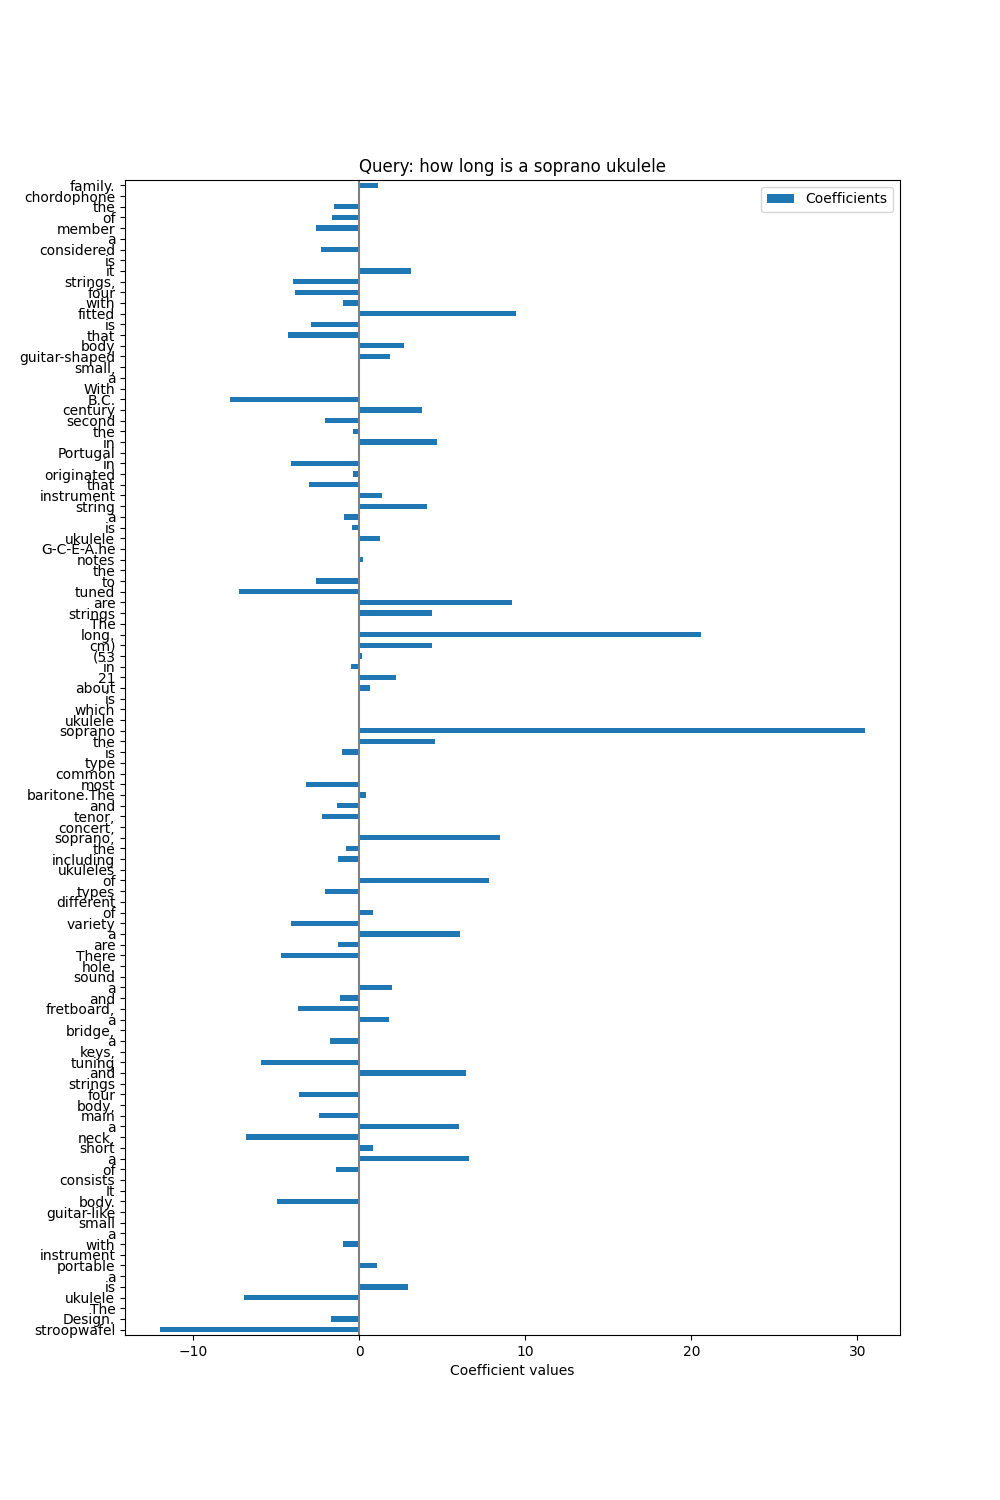 Query: how long is a soprano ukulele
Coefficients
family.
chordophone
the
of
member
a
considered
is
it
strings,
four
with
fitted
is
that
body
guitar-shaped
small,
a
With
B.C.
century
second
the
in
Portugal
in
originated
that
instrument
string
a
is
ukulele
G-C-E-A.he
notes
the
to
tuned
are
strings
The
long.
cm)
(53
in
21
about
is
which
ukulele
soprano
the
is
type
common
most
baritone.The
and
tenor,
concert,
soprano,
the
including
ukuleles
of
types
different
of
variety
a
are
There
hole.
sound
a
and
fretboard,
a
bridge,
a
keys,
tuning
and
strings
four
body,
main
a
neck,
short
a
of
consists
It
body.
guitar-like
small
a
with
instrument
portable
a
is
ukulele
The
Design.
stroopwafel
−10 0 10 20 30
Coefficient values